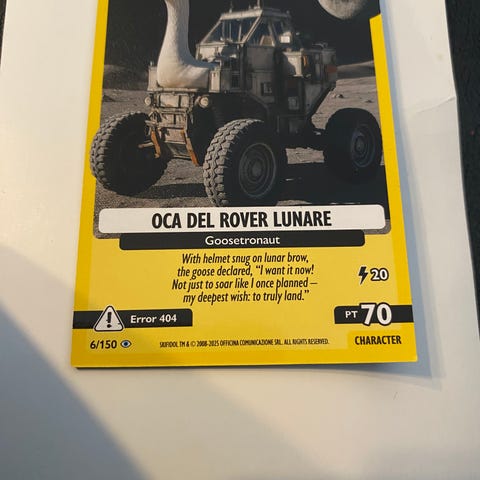 OCA DEL ROVER LUNARE
Goosetronaut
With helmet snug on lunar brow,
the goose declared, “I want it now!
Not just to soar like I once planned –
my deepest wish: to truly land.”
20
Error 404
PT 70
6/150
SKIFIDOL TM & © 2008-2025 OFFICINA COMUNICAZIONE SRL. ALL RIGHTS RESERVED.
CHARACTER